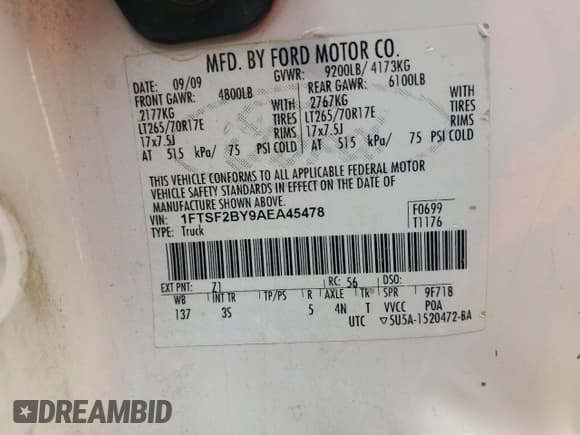 MFD. BY FORD MOTOR CO.
DATE: 09/09 GVWR: 9200LB/ 4173KG
FRONT GAWR: 4800LB REAR GAWR: 6100LB
2177KG WITH 2767KG WITH
LT265/70R17E TIRES LT265/70R17E TIRES
17x7.5J RIMS 17x7.5J RIMS
AT 515 kPa/ 75 PSI COLD AT 515 kPa/ 75 PSI COLD
THIS VEHICLE CONFORMS TO ALL APPLICABLE FEDERAL MOTOR
VEHICLE SAFETY STANDARDS IN EFFECT ON THE DATE OF
MANUFACTURE SHOWN ABOVE.
VIN: 1FTSF2BY9AEA45478 F0699
TYPE: Truck T1176
EXT PNT: Z1 RC: 56 DSO:
WB INT TR TP/PS R AXLE TR SPR 9F718
137 3S 5 4N T VVCC POA
UTC ▽5U5A-1520472-BA
DREAMBID